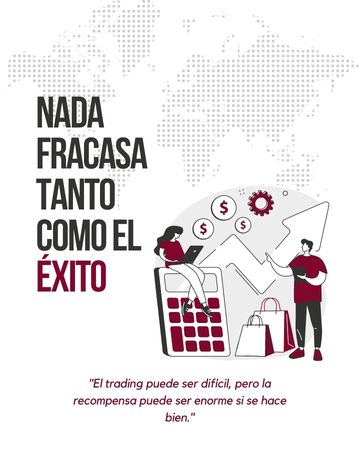 NADA
FRACASA
TANTO
COMO EL
ÉXITO
$
$
$
"El trading puede ser difícil, pero la
recompensa puede ser enorme si se hace
bien."